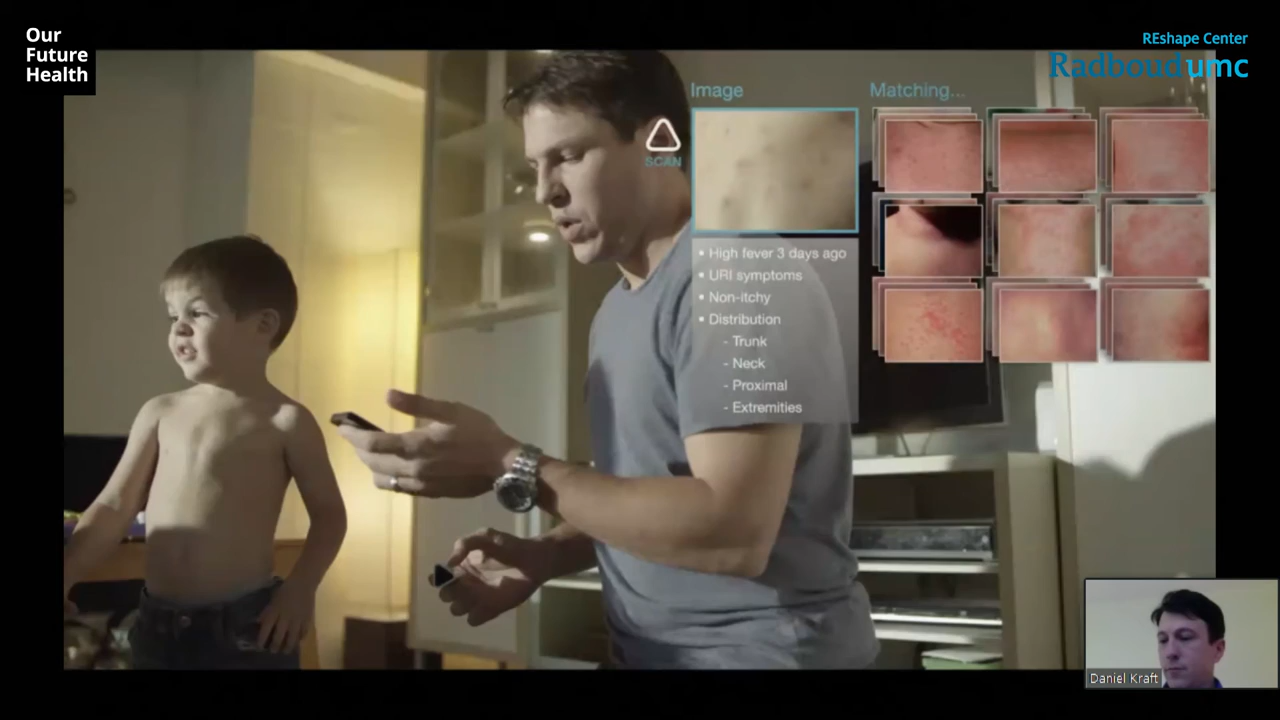 Our
Future
Health
REshape Center
Radboudumc
Image
Matching...
SCAN
▪ High fever 3 days ago
▪ URI symptoms
▪ Non-itchy
▪ Distribution
- Trunk
- Neck
- Proximal
- Extremities
Daniel Kraft